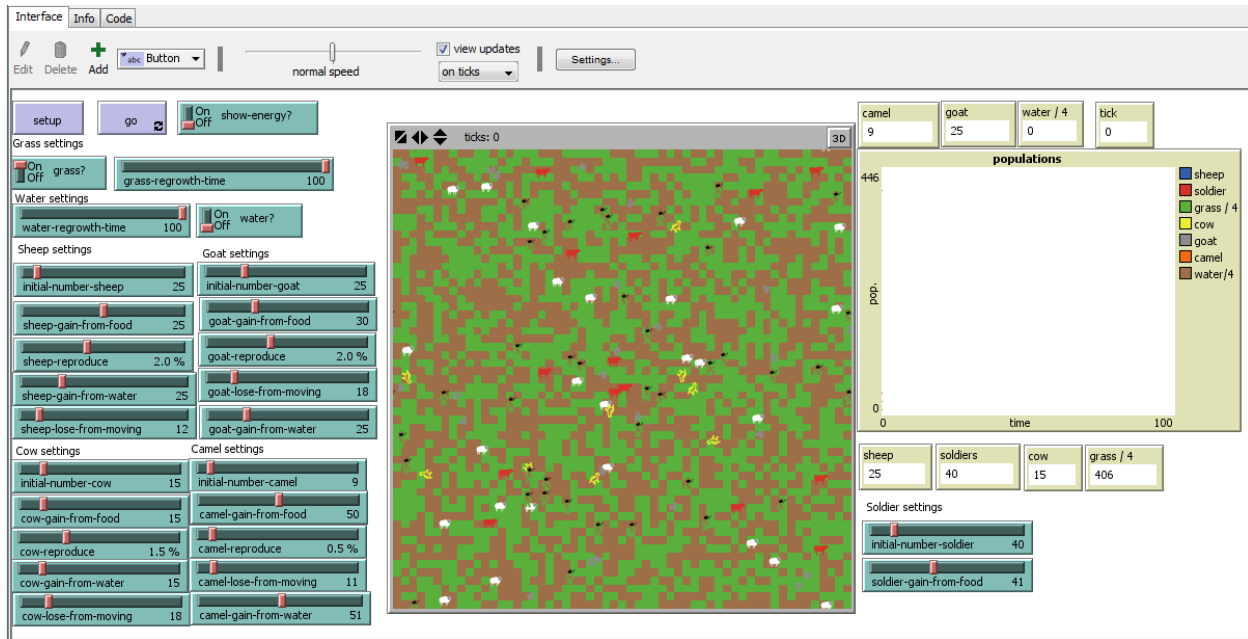 Interface Info Code
Edit Delete Add abc Button normal speed view updates on ticks Settings...
setup go On Off show-energy?
Grass settings
On Off grass? grass-regrowth-time 100
Water settings
water-regrowth-time 100 On Off water?
Sheep settings
initial-number-sheep 25
sheep-gain-from-food 25
sheep-reproduce 2.0 %
sheep-gain-from-water 25
sheep-lose-from-moving 12
Goat settings
initial-number-goat 25
goat-gain-from-food 30
goat-reproduce 2.0 %
goat-lose-from-moving 18
goat-gain-from-water 25
Cow settings
initial-number-cow 15
cow-gain-from-food 15
cow-reproduce 1.5 %
cow-gain-from-water 15
cow-lose-from-moving 18
Camel settings
initial-number-camel 9
camel-gain-from-food 50
camel-reproduce 0.5 %
camel-lose-from-moving 11
camel-gain-from-water 51
ticks: 0 3D
camel goat water / 4 tick
9 25 0 0
populations
446
pop.
0
0 time 100
sheep
soldier
grass / 4
cow
goat
camel
water/4
sheep soldiers cow grass / 4
25 40 15 406
Soldier settings
initial-number-soldier 40
soldier-gain-from-food 41